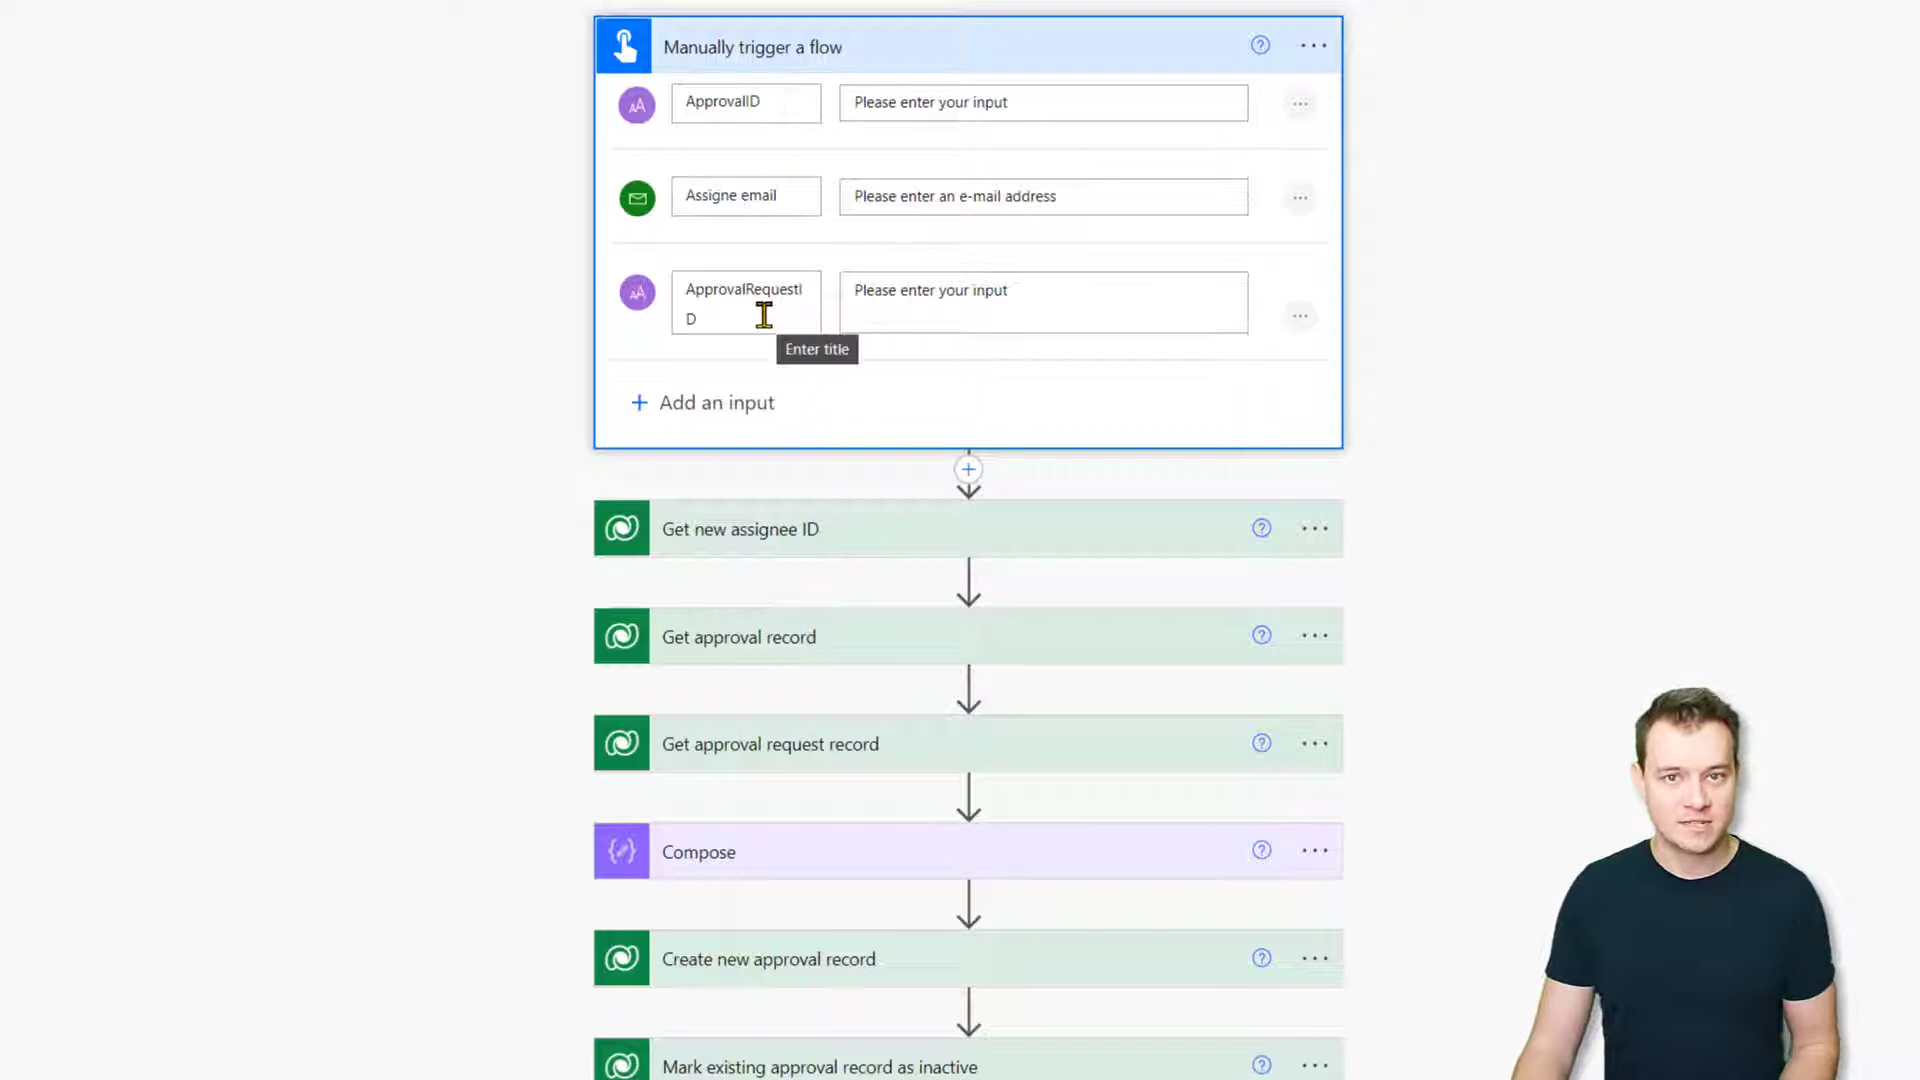 Manually trigger a flow
ApprovalID
Please enter your input
Assigne email
Please enter an e-mail address
ApprovalRequestI
D
Please enter your input
Enter title
+ Add an input
Get new assignee ID
Get approval record
Get approval request record
Compose
Create new approval record
Mark existing approval record as inactive